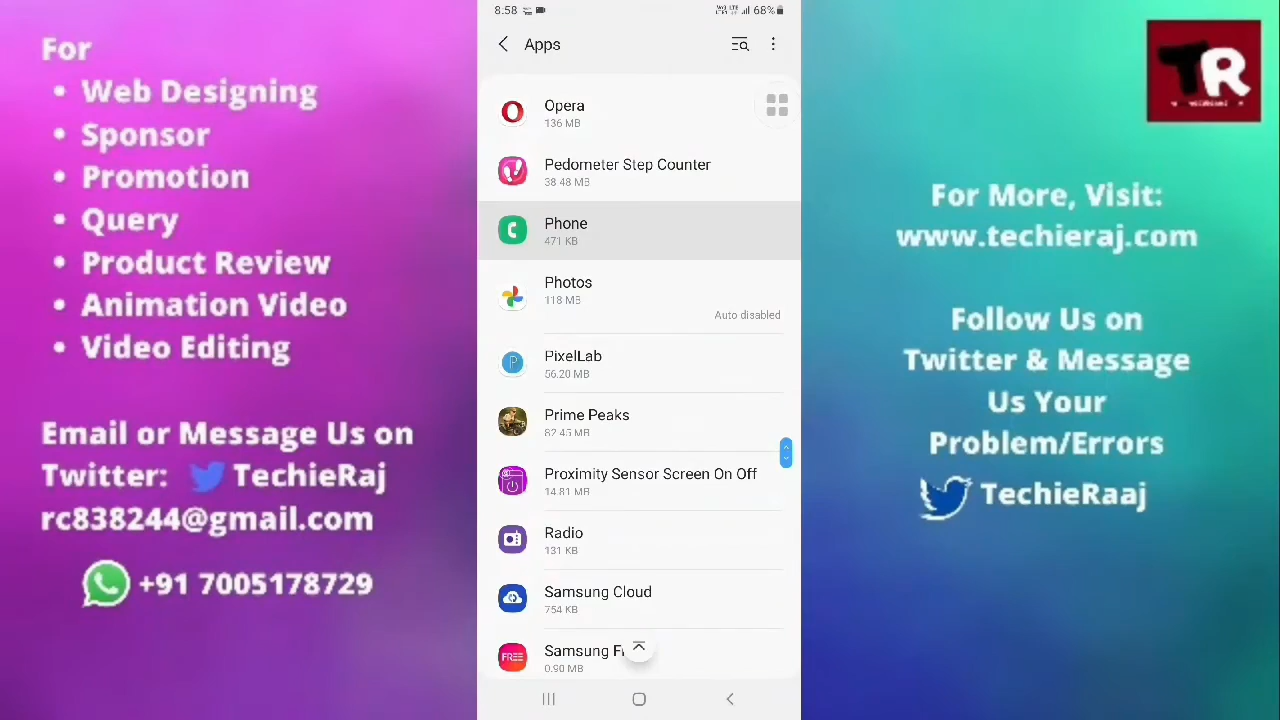 For
• Web Designing
• Sponsor
• Promotion
• Query
• Product Review
• Animation Video
• Video Editing
Email or Message Us on
Twitter: TechieRaj
rc838244@gmail.com
+91 7005178729
8:58
68%
Apps
Opera
136 MB
Pedometer Step Counter
38.48 MB
Phone
471 KB
Photos
118 MB
Auto disabled
PixelLab
56.20 MB
Prime Peaks
82.45 MB
Proximity Sensor Screen On Off
14.81 MB
Radio
131 KB
Samsung Cloud
754 KB
FREE
Samsung
0.90 MB
TR
For More, Visit:
www.techieraj.com
Follow Us on
Twitter & Message
Us Your
Problem/Errors
TechieRaaj